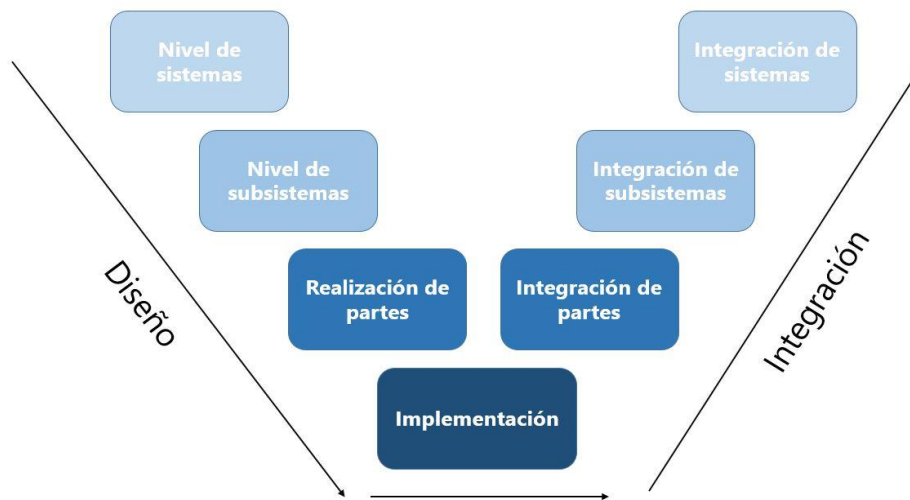 Nivel de
sistemas
Integración de
sistemas
Nivel de
subsistemas
Integración de
subsistemas
Diseño
Realización de
partes
Integración de
partes
Integración
Implementación